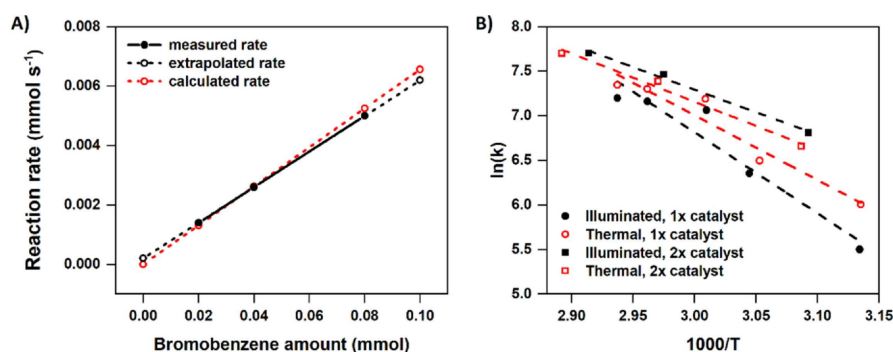 A)
Reaction rate (mmol s⁻¹)
0.008
0.006
0.004
0.002
0.000
measured rate
extrapolated rate
calculated rate
0.00 0.02 0.04 0.06 0.08 0.10
Bromobenzene amount (mmol)
B)
ln(k)
8.0
7.5
7.0
6.5
6.0
5.5
5.0
Illuminated, 1x catalyst
Thermal, 1x catalyst
Illuminated, 2x catalyst
Thermal, 2x catalyst
2.90 2.95 3.00 3.05 3.10 3.15
1000/T